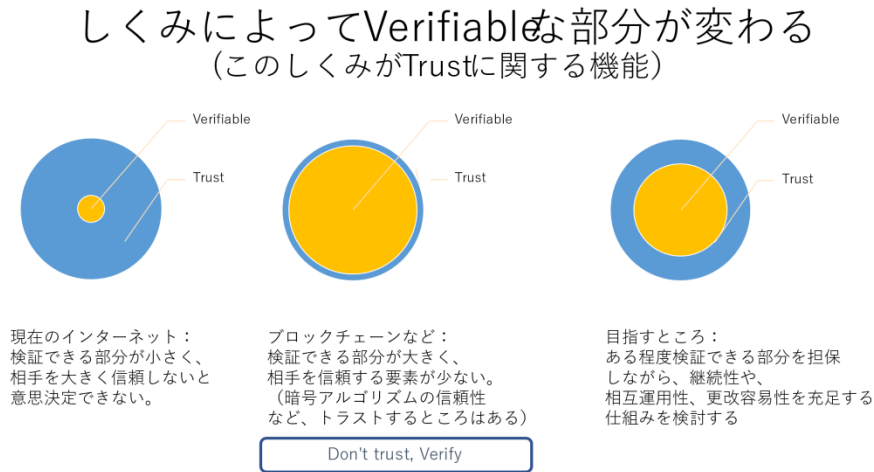 しくみによってVerifiableな部分が変わる
（このしくみがTrustに関する機能）
Verifiable
Trust
Verifiable
Trust
Verifiable
Trust
現在のインターネット：
検証できる部分が小さく、
相手を大きく信頼しないと
意思決定できない。
ブロックチェーンなど：
検証できる部分が大きく、
相手を信頼する要素が少ない。
（暗号アルゴリズムの信頼性
など、トラストするところはある）
Don't trust, Verify
目指すところ：
ある程度検証できる部分を担保
しながら、継続性や、
相互運用性、更改容易性を充足する
仕組みを検討する